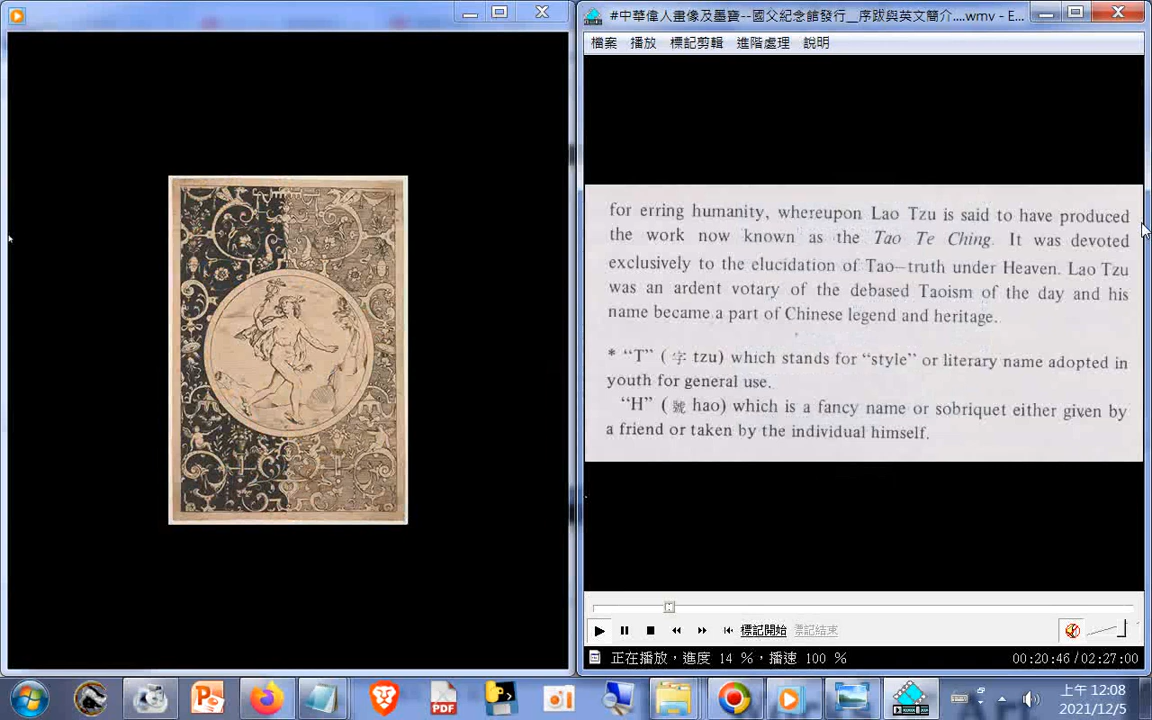 #中華偉人畫像及墨寶--國父紀念館發行__序跋與英文簡介....wmv - E...
檔案 播放 標記剪輯 進階處理 說明
for erring humanity, whereupon Lao Tzu is said to have produced
the work now known as the Tao Te Ching. It was devoted
exclusively to the elucidation of Tao—truth under Heaven. Lao Tzu
was an ardent votary of the debased Taoism of the day and his
name became a part of Chinese legend and heritage.
* “T” ( 字 tzu) which stands for “style” or literary name adopted in
youth for general use.
“H” ( 號 hao) which is a fancy name or sobriquet either given by
a friend or taken by the individual himself.
標記開始 標記結束
正在播放，進度 14 %，播速 100 %
00:20:46 / 02:27:00
PDF
上午 12:08
2021/12/5